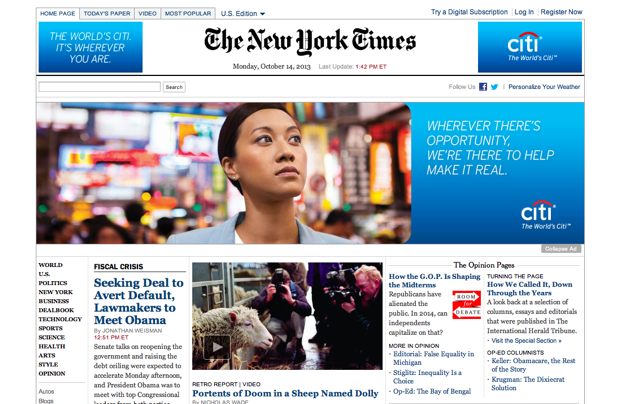 HOME PAGE
TODAY'S PAPER
VIDEO
MOST POPULAR
U.S. Edition
Try a Digital Subscription
Log In
Register Now
THE WORLD'S CITI.
IT'S WHEREVER
YOU ARE.
The New York Times
Monday, October 14, 2013 Last Update: 1:42 PM ET
citi
The World's Citi™
Search
Follow Us
Personalize Your Weather
WHEREVER THERE'S
OPPORTUNITY,
WE'RE THERE TO HELP
MAKE IT REAL.
citi
The World's Citi™
Collapse Ad
WORLD
U.S.
POLITICS
NEW YORK
BUSINESS
DEALBOOK
TECHNOLOGY
SPORTS
SCIENCE
HEALTH
ARTS
STYLE
OPINION
Autos
Blogs
FISCAL CRISIS
Seeking Deal to
Avert Default,
Lawmakers to
Meet Obama
By JONATHAN WEISMAN
12:51 PM ET
Senate talks on reopening the
government and raising the
debt ceiling were expected to
accelerate Monday afternoon,
and President Obama was to
meet with top Congressional
leaders from both parties
RETRO REPORT | VIDEO
Portents of Doom in a Sheep Named Dolly
By NICHOLAS WADE
The Opinion Pages
How the G.O.P. Is Shaping
the Midterms
Republicans have
alienated the
public. In 2014, can
independents
capitalize on that?
ROOM
for
DEBATE
MORE IN OPINION
• Editorial: False Equality in
Michigan
• Stiglitz: Inequality Is a
Choice
• Op-Ed: The Bay of Bengal
TURNING THE PAGE
How We Called It, Down
Through the Years
A look back at a selection of
columns, essays and editorials
that were published in The
International Herald Tribune.
• Visit the Special Section »
OP-ED COLUMNISTS
• Keller: Obamacare, the Rest
of the Story
• Krugman: The Dixiecrat
Solution